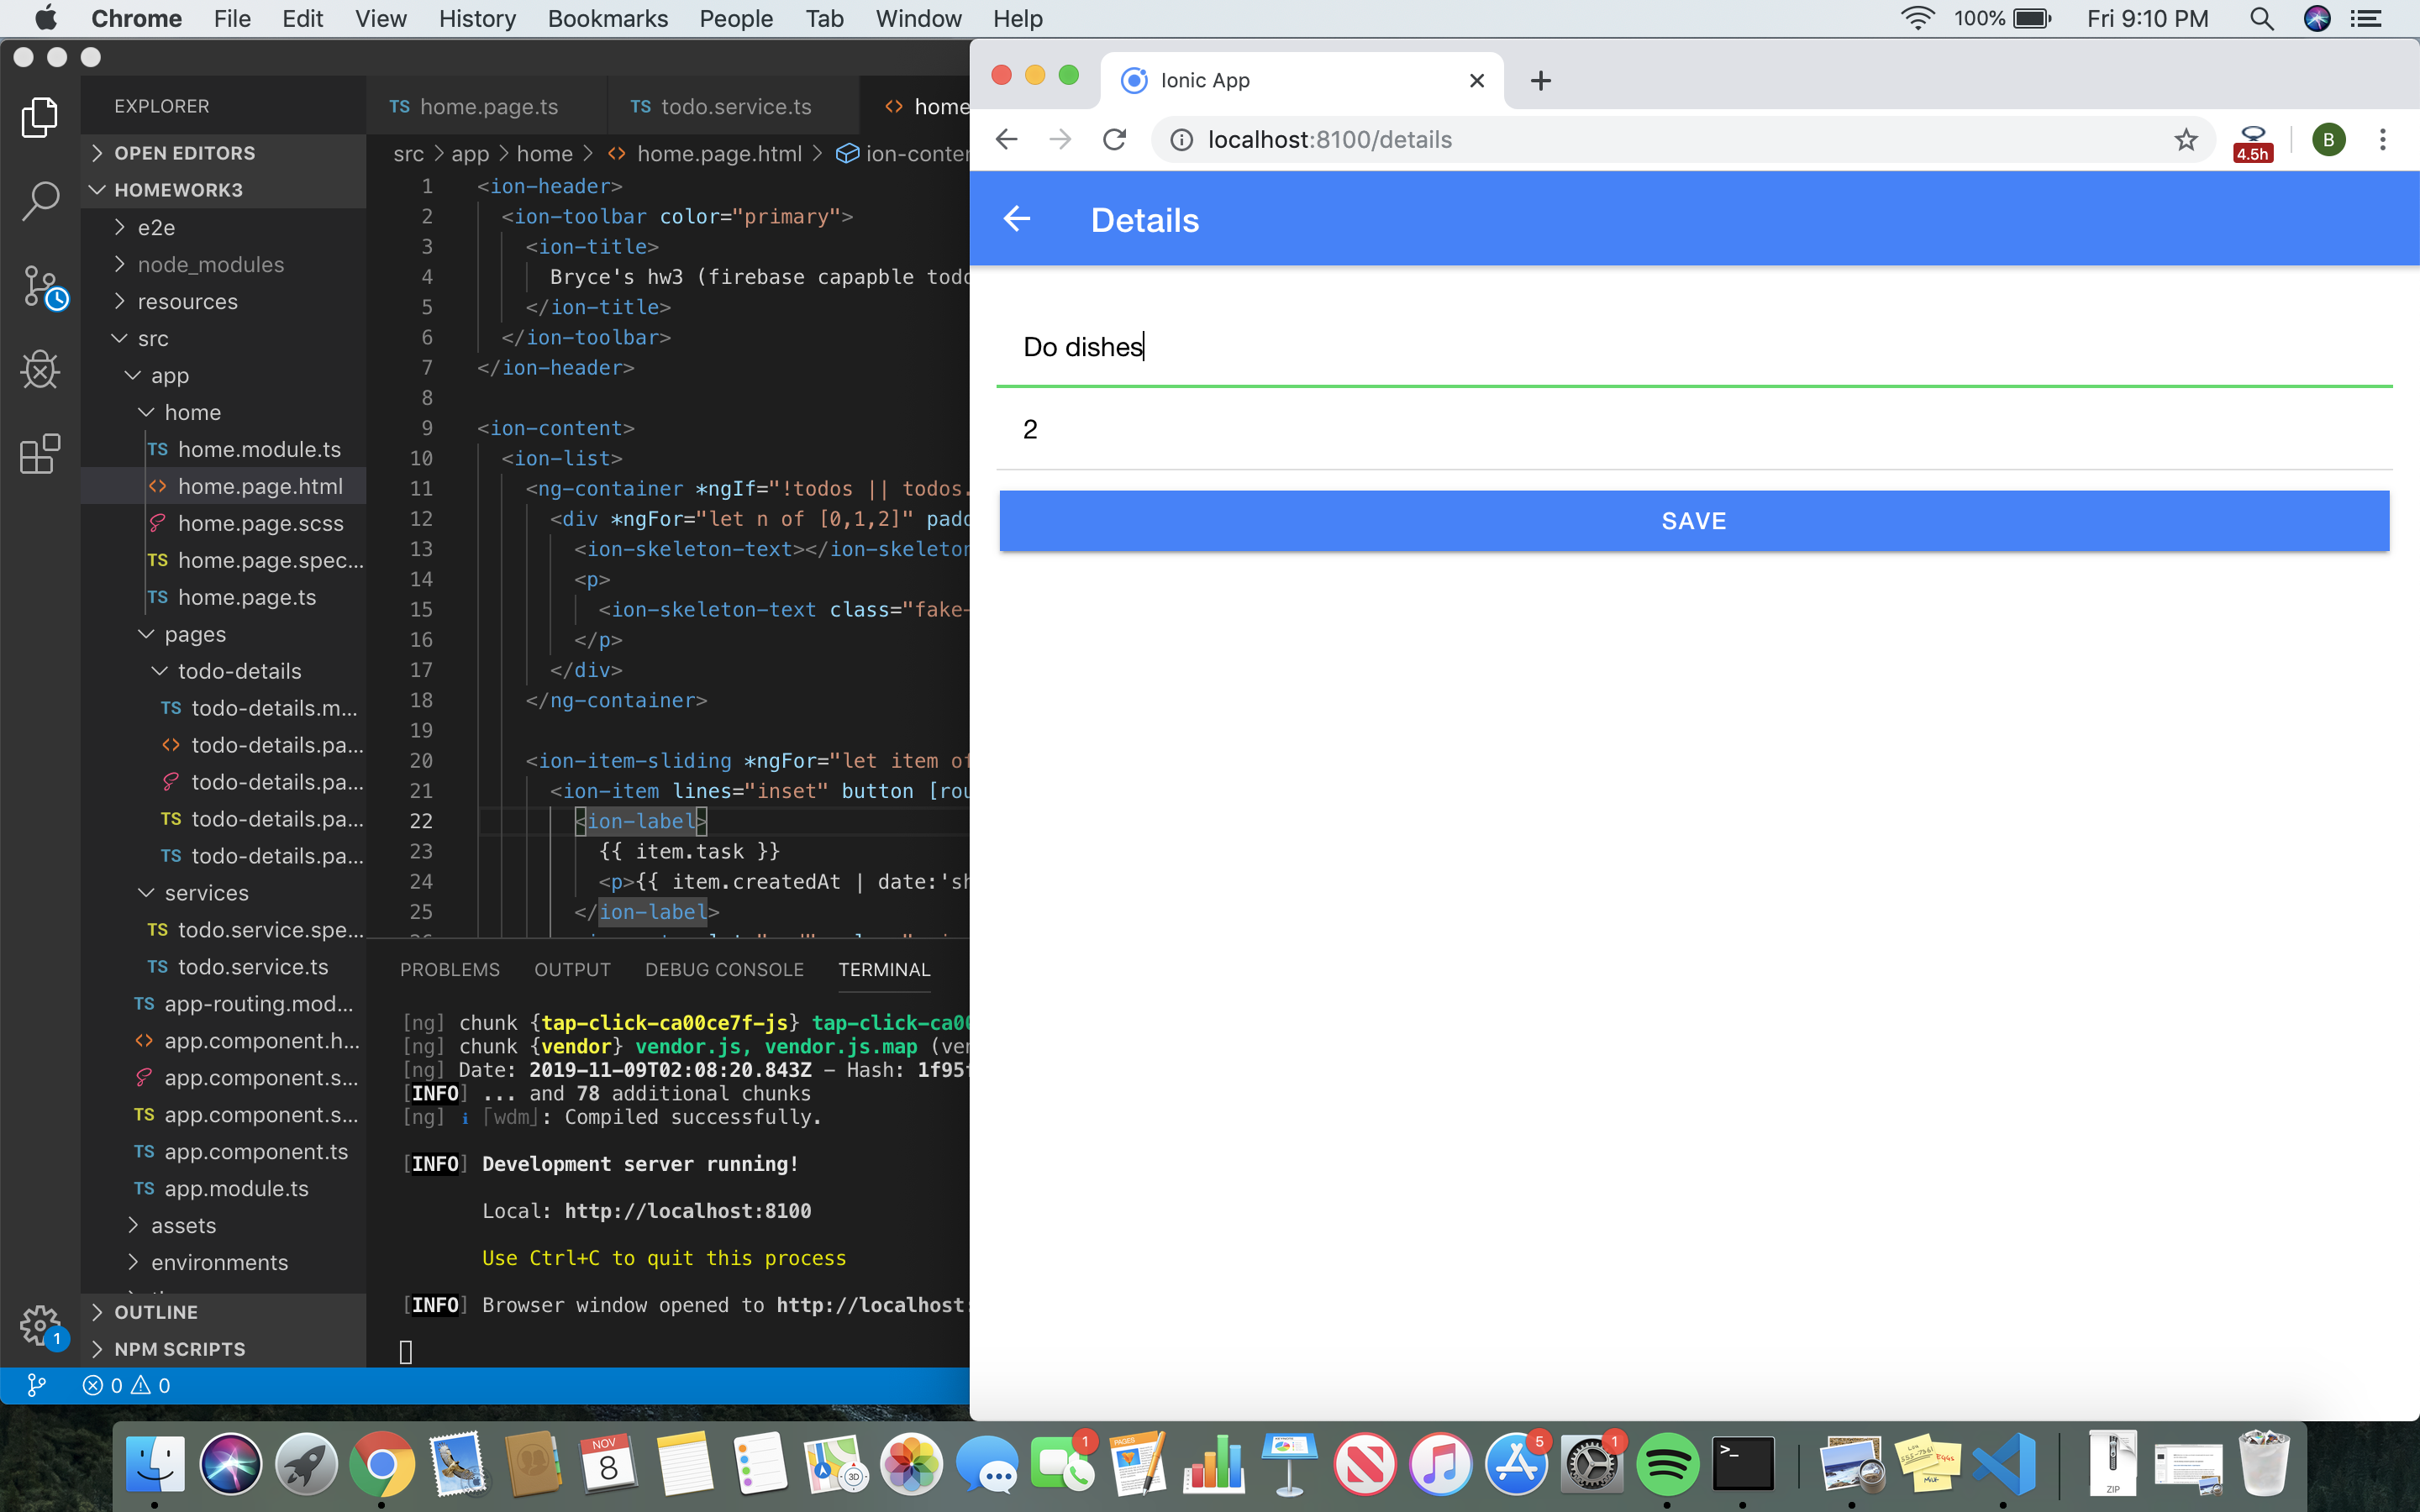 Chrome File Edit View History Bookmarks People Tab Window Help
100% Fri 9:10 PM
EXPLORER
OPEN EDITORS
HOMEWORK3
e2e
node_modules
resources
src
app
home
TS home.module.ts
<> home.page.html
home.page.scss
TS home.page.spec...
TS home.page.ts
pages
todo-details
TS todo-details.m...
<> todo-details.pa...
todo-details.pa...
TS todo-details.pa...
TS todo-details.pa...
services
TS todo.service.spe...
TS todo.service.ts
TS app-routing.mod...
<> app.component.h...
app.component.s...
TS app.component.s...
TS app.component.ts
TS app.module.ts
assets
environments
OUTLINE
NPM SCRIPTS
1
0 0
TS home.page.ts TS todo.service.ts <> home
src > app > home > <> home.page.html > ion-conte
1 <ion-header>
2 <ion-toolbar color="primary">
3 <ion-title>
4 Bryce's hw3 (firebase capapble todo
5 </ion-title>
6 </ion-toolbar>
7 </ion-header>
8
9 <ion-content>
10 <ion-list>
11 <ng-container *ngIf="!todos || todos.
12 <div *ngFor="let n of [0,1,2]" padd
13 <ion-skeleton-text></ion-skeleton
14 <p>
15 <ion-skeleton-text class="fake-
16 </p>
17 </div>
18 </ng-container>
19
20 <ion-item-sliding *ngFor="let item of
21 <ion-item lines="inset" button [rou
22 <ion-label>
23 {{ item.task }}
24 <p>{{ item.createdAt | date:'sh
25 </ion-label>
PROBLEMS OUTPUT DEBUG CONSOLE TERMINAL
[ng] chunk {tap-click-ca00ce7f-js} tap-click-ca00
[ng] chunk {vendor} vendor.js, vendor.js.map (ven
[ng] Date: 2019-11-09T02:08:20.843Z - Hash: 1f95f
[INFO] ... and 78 additional chunks
[ng] ℹ ｢wdm｣: Compiled successfully.
[INFO] Development server running!
Local: http://localhost:8100
Use Ctrl+C to quit this process
[INFO] Browser window opened to http://localhost:
Ionic App
localhost:8100/details
4.5h
B
Details
Do dishes
2
SAVE
NOV
8
3D
1
PAGES
5
1
>_
ZIP